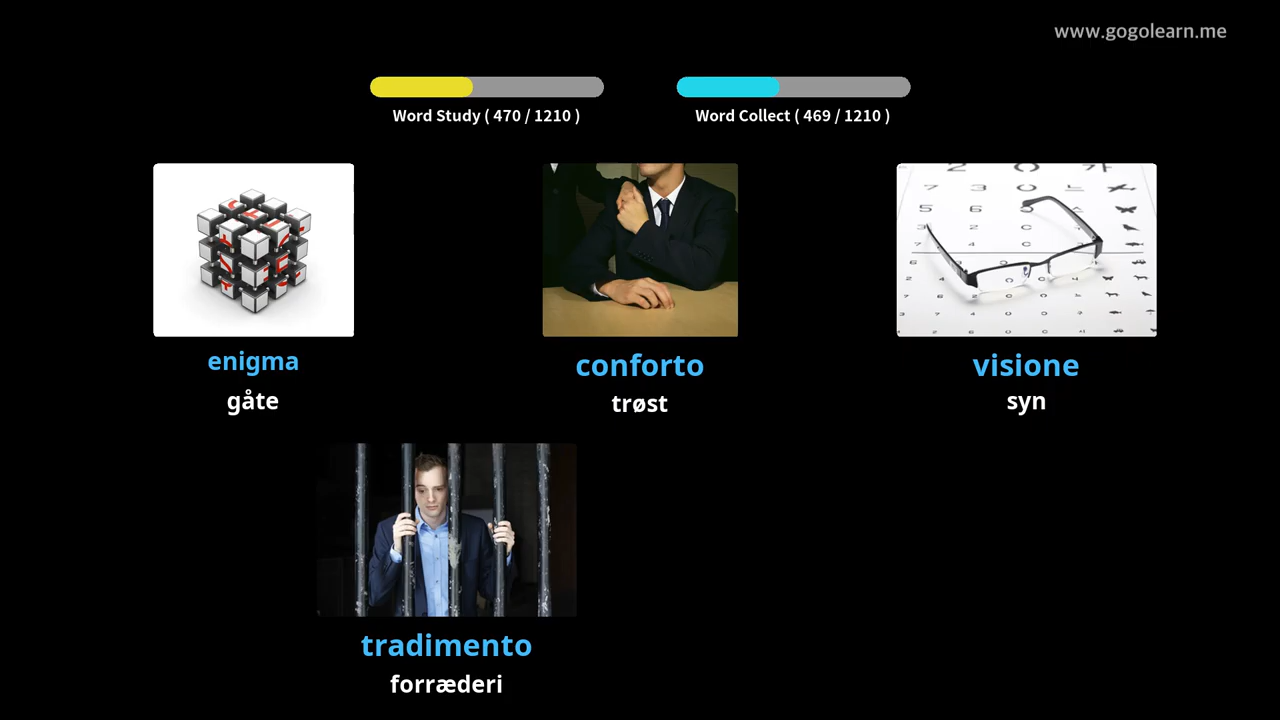 www.gogolearn.me
Word Study ( 470 / 1210 )
Word Collect ( 469 / 1210 )
enigma
gåte
conforto
trøst
visione
syn
tradimento
forræderi